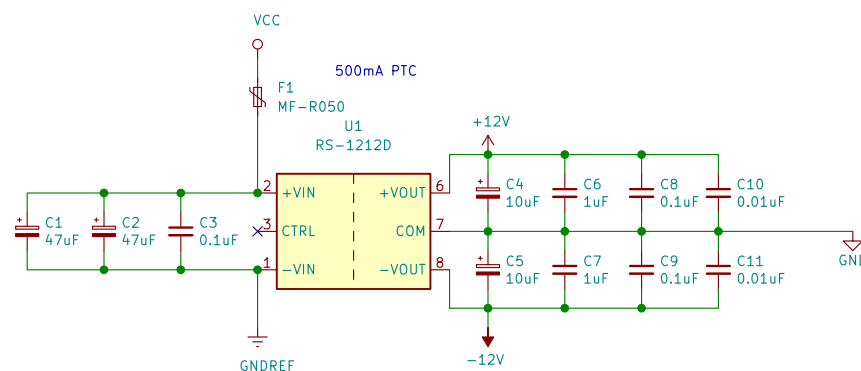 VCC
500mA PTC
F1
MF-R050
U1
RS-1212D
+12V
2
+VIN
+VOUT
6
C4
10uF
C6
1uF
C8
0.1uF
C10
0.01uF
C1
47uF
C2
47uF
C3
0.1uF
3
CTRL
COM
7
GND
1
-VIN
-VOUT
8
C5
10uF
C7
1uF
C9
0.1uF
C11
0.01uF
GNDREF
-12V